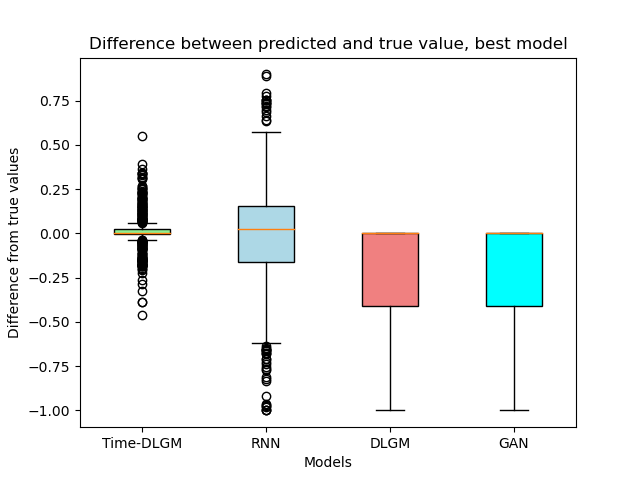 Difference between predicted and true value, best model
Difference from true values
0.75
0.50
0.25
0.00
−0.25
−0.50
−0.75
−1.00
Time-DLGM RNN DLGM GAN
Models